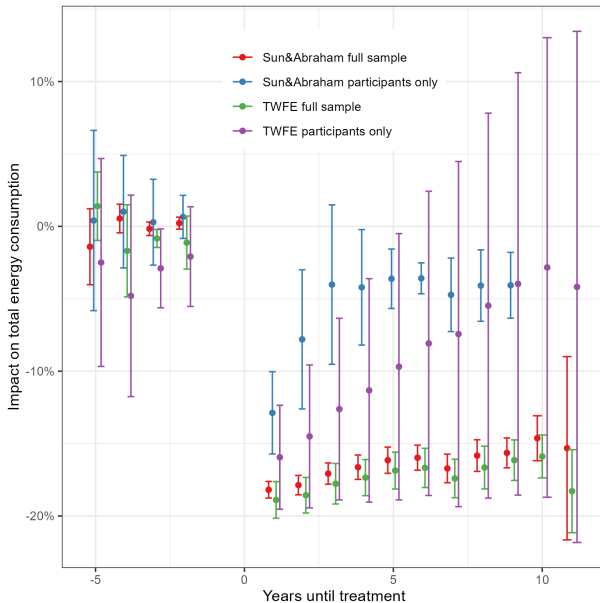 Sun&Abraham full sample
Sun&Abraham participants only
TWFE full sample
TWFE participants only
10%
0%
-10%
-20%
Impact on total energy consumption
-5
0
5
10
Years until treatment